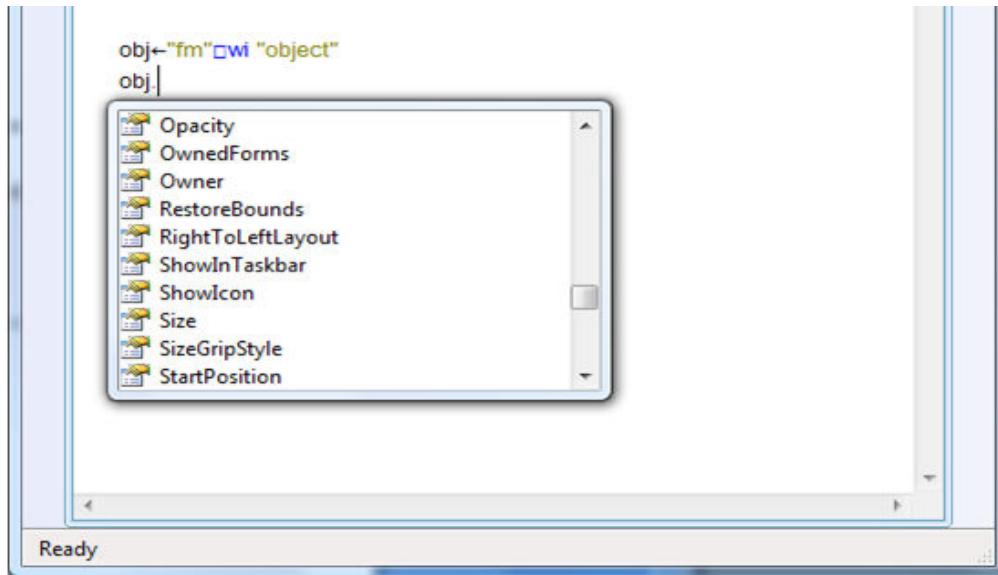 obj←"fm"⎕wi "object"
obj.
Opacity
OwnedForms
Owner
RestoreBounds
RightToLeftLayout
ShowInTaskbar
ShowIcon
Size
SizeGripStyle
StartPosition
Ready